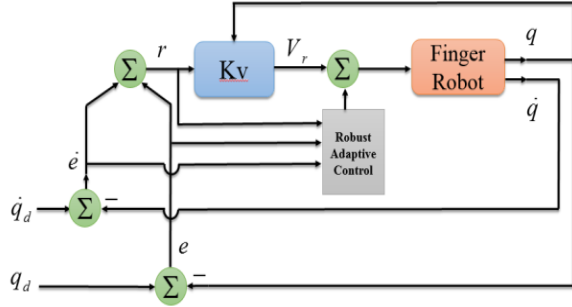 Σ
r
Kv
V_r
Σ
Finger
Robot
q
q̇
Robust
Adaptive
Control
ė
q̇_d
Σ
−
e
q_d
Σ
−